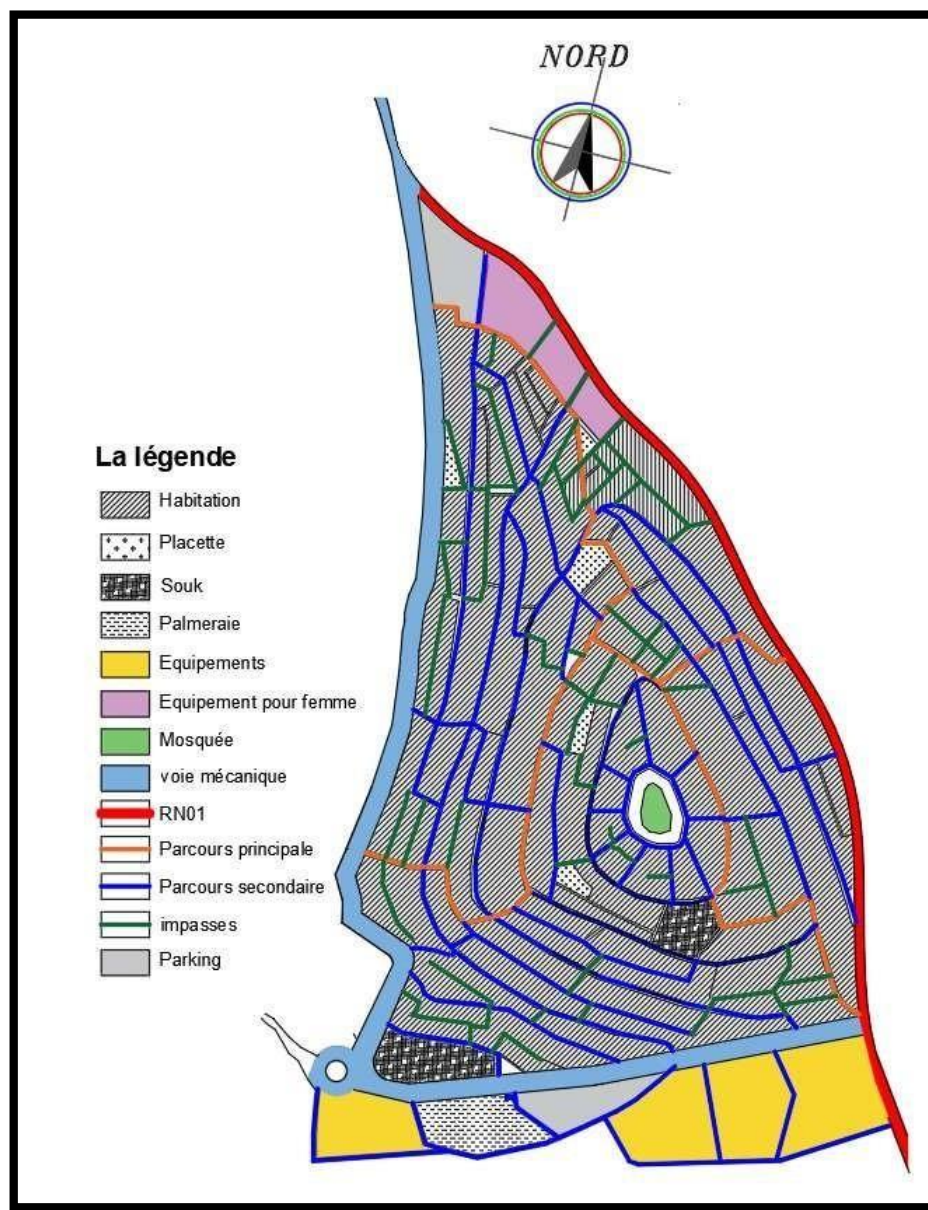 NORD
La légende
Habitation
Placette
Souk
Palmeraie
Equipements
Equipement pour femme
Mosquée
voie mécanique
RN01
Parcours principale
Parcours secondaire
impasses
Parking